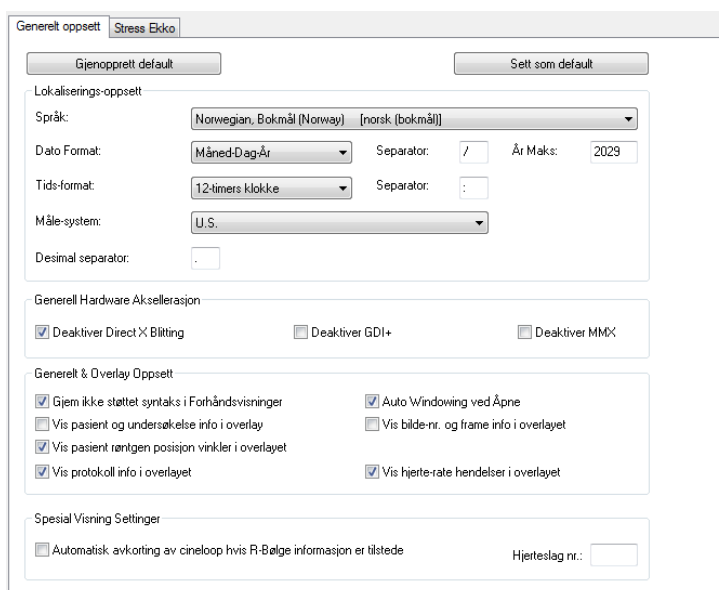 Generelt oppsett Stress Ekko
Gjenopprett default Sett som default
Lokaliserings-oppsett
Språk: Norwegian, Bokmål (Norway) [norsk (bokmål)]
Dato Format: Måned-Dag-År Separator: / År Maks: 2029
Tids-format: 12-timers klokke Separator: :
Måle-system: U.S.
Desimal separator: .
Generell Hardware Aksellerasjon
Deaktiver Direct X Blitting Deaktiver GDI+ Deaktiver MMX
Generelt & Overlay Oppsett
Gjem ikke støttet syntaks i Forhåndsvisninger Auto Windowing ved Åpne
Vis pasient og undersøkelse info i overlay Vis bilde-nr. og frame info i overlayet
Vis pasient røntgen posisjon vinkler i overlayet
Vis protokoll info i overlayet Vis hjerte-rate hendelser i overlayet
Spesial Visning Settinger
Automatisk avkorting av cineloop hvis R-Bølge informasjon er tilstede Hjerteslag nr.: